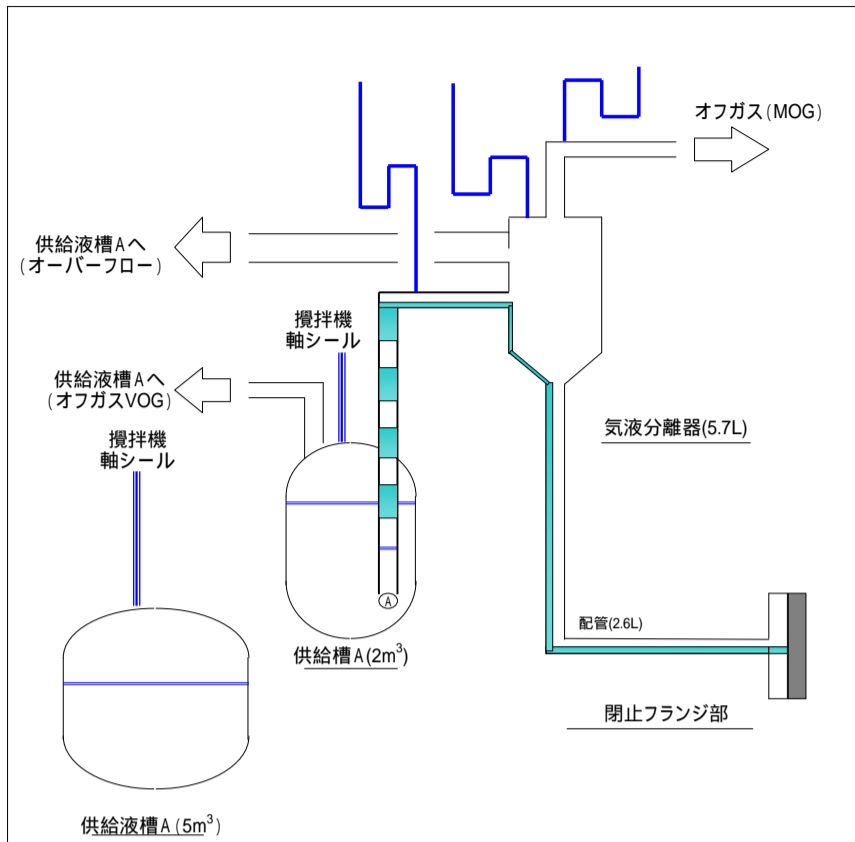 オフガス(MOG)
供給液槽Aへ
(オーバーフロー)
攪拌機
軸シール
供給液槽Aへ
(オフガスVOG)
攪拌機
軸シール
気液分離器(5.7L)
A
配管(2.6L)
供給槽A(2m³)
閉止フランジ部
供給液槽A(5m³)